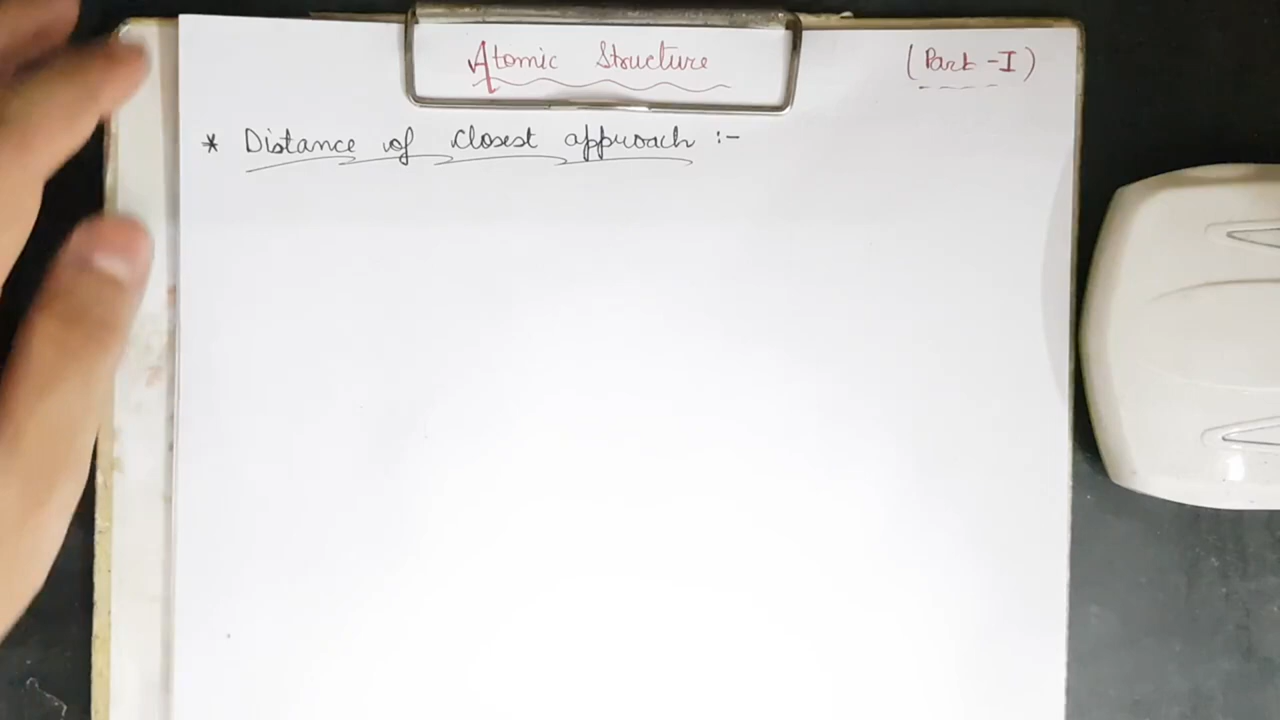 Atomic Structure (Part -I)
* Distance of closest approach :-